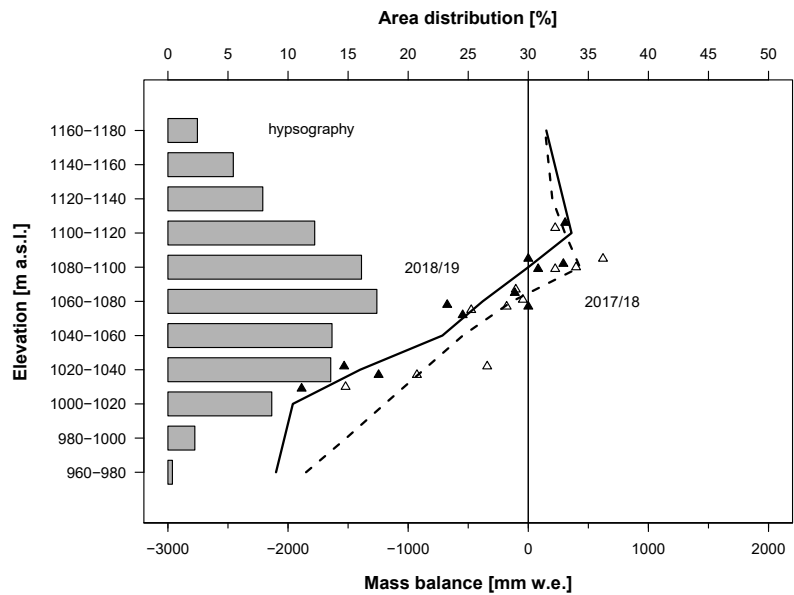 Area distribution [%]
0 5 10 15 20 25 30 35 40 45 50
1160−1180
hypsography
1140−1160
1120−1140
1100−1120
1080−1100
2018/19
1060−1080
2017/18
1040−1060
1020−1040
1000−1020
980−1000
960−980
Elevation [m a.s.l.]
−3000 −2000 −1000 0 1000 2000
Mass balance [mm w.e.]